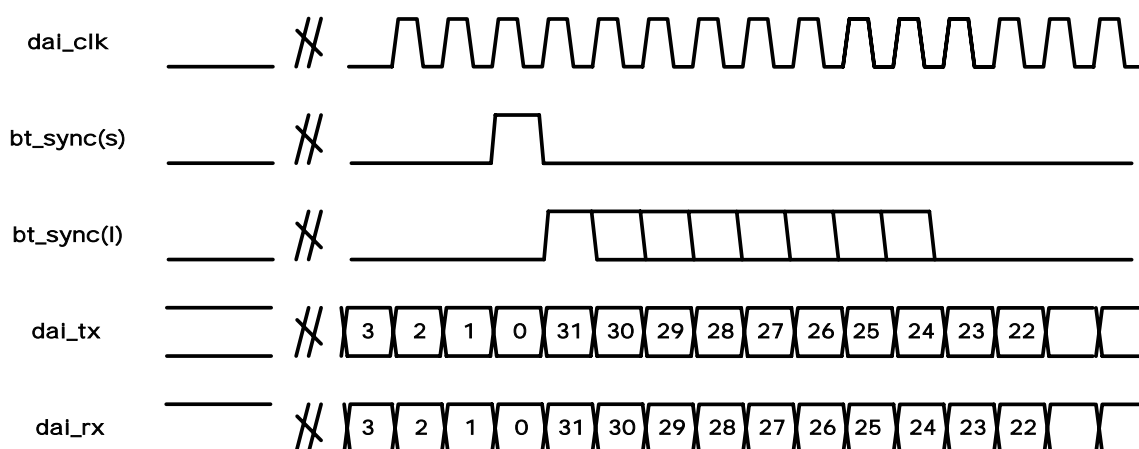 dai_clk
bt_sync(s)
bt_sync(l)
dai_tx 3 2 1 0 31 30 29 28 27 26 25 24 23 22
dai_rx 3 2 1 0 31 30 29 28 27 26 25 24 23 22